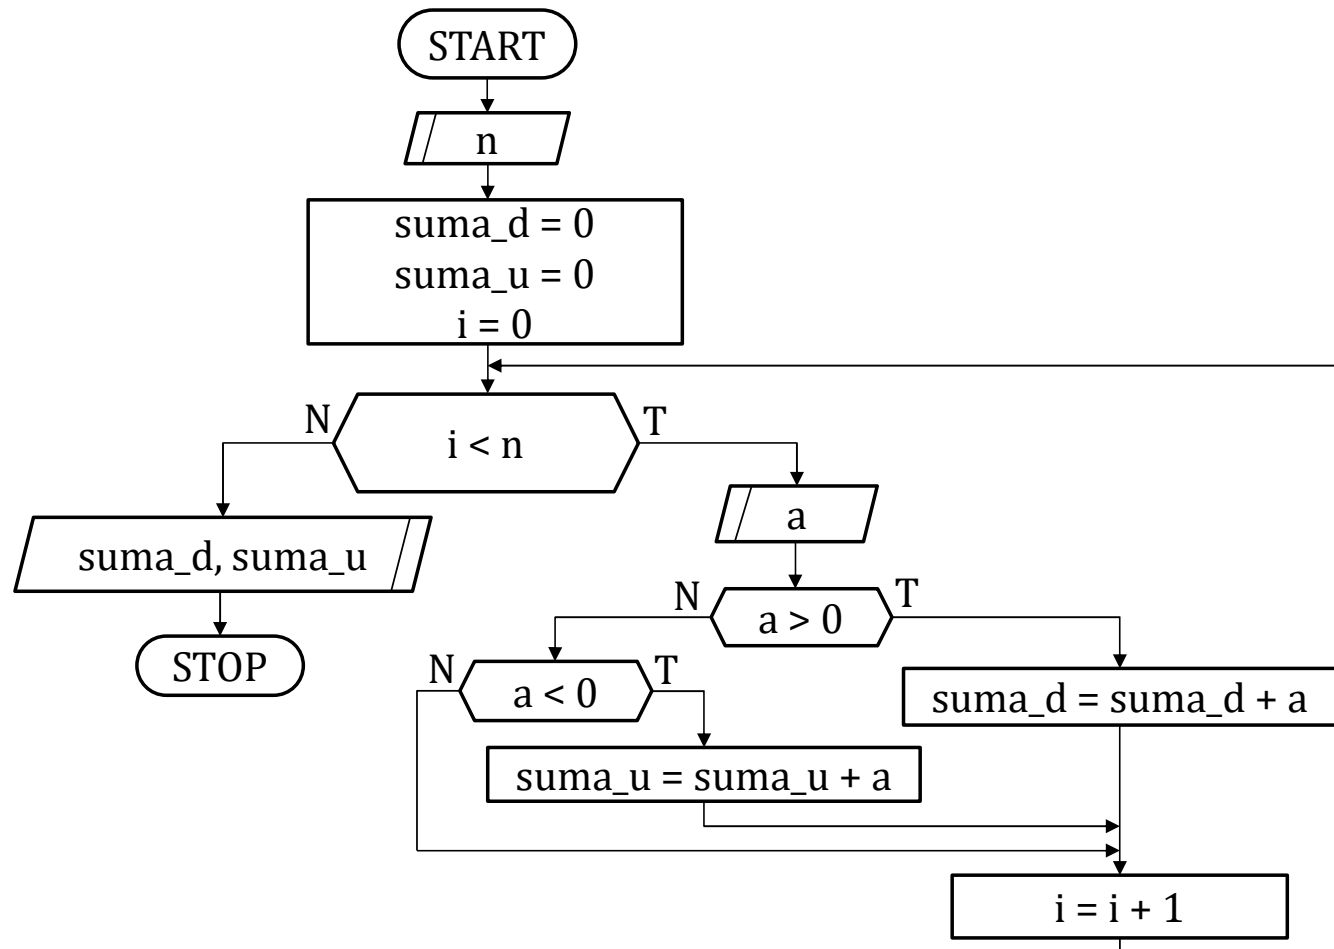 START
n
suma_d = 0
suma_u = 0
i = 0
N
T
i < n
a
suma_d, suma_u
N
T
a > 0
STOP
N
T
a < 0
suma_d = suma_d + a
suma_u = suma_u + a
i = i + 1